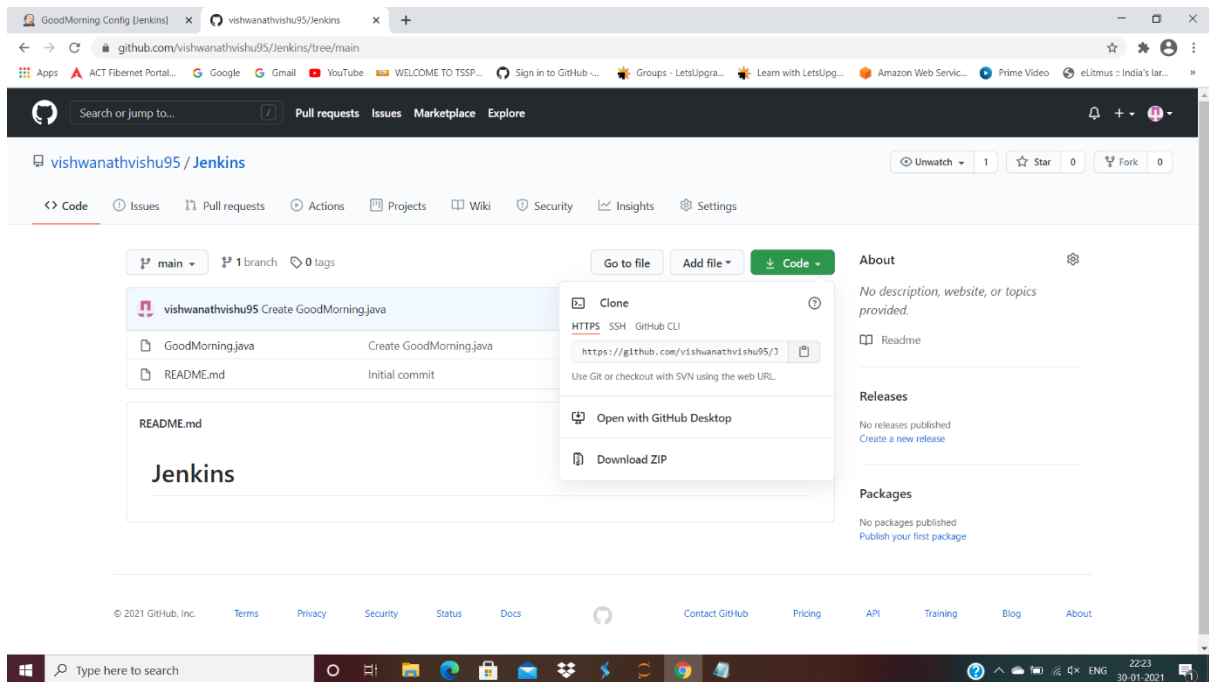 GoodMorning Config [Jenkins]
vishwanathvishu95/Jenkins
github.com/vishwanathvishu95/Jenkins/tree/main
Apps ACT Fibernet Portal... Google Gmail YouTube WELCOME TO TSSP... Sign in to GitHub ·... Groups - LetsUpgra... Learn with LetsUpg... Amazon Web Servic... Prime Video eLitmus :: India's lar... »
Search or jump to... / Pull requests Issues Marketplace Explore
vishwanathvishu95 / Jenkins
Unwatch 1 Star 0 Fork 0
Code Issues Pull requests Actions Projects Wiki Security Insights Settings
main 1 branch 0 tags Go to file Add file Code
vishwanathvishu95 Create GoodMorning.java
GoodMorning.java Create GoodMorning.java
README.md Initial commit
README.md
Jenkins
Clone
HTTPS SSH GitHub CLI
https://github.com/vishwanathvishu95/J
Use Git or checkout with SVN using the web URL.
Open with GitHub Desktop
Download ZIP
About
No description, website, or topics
provided.
Readme
Releases
No releases published
Create a new release
Packages
No packages published
Publish your first package
© 2021 GitHub, Inc. Terms Privacy Security Status Docs Contact GitHub Pricing API Training Blog About
Type here to search
ENG
22:23
30-01-2021